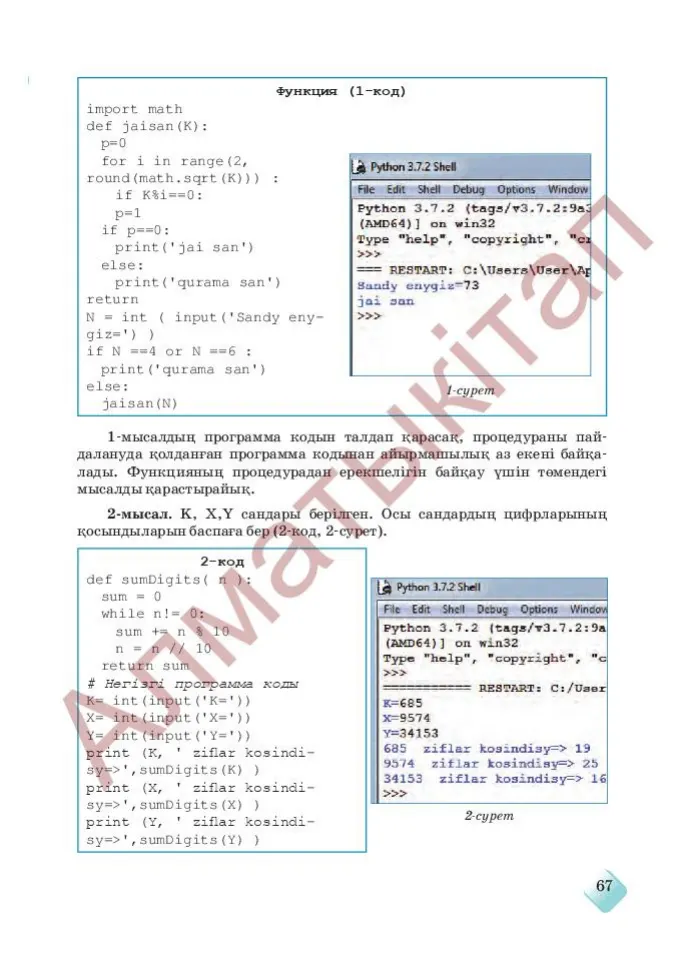 Функция (1-код)
import math
def jaisan(K):
p=0
for i in range(2,
round(math.sqrt(K))) :
if K%i==0:
p=1
if p==0:
print('jai san')
else:
print('qurama san')
return
N = int ( input('Sandy eny-
giz=') )
if N ==4 or N ==6 :
print('qurama san')
else:
jaisan(N)
Python 3.7.2 Shell
File Edit Shell Debug Options Window
Python 3.7.2 (tags/v3.7.2:9a3
(AMD64)] on win32
Type "help", "copyright", "cr
>>>
=== RESTART: C:\Users\User\Ap
Sandy enygiz=73
jai san
>>>
1-сурет
1-мысалдың программа кодын талдап қарасақ, процедураны пай-
далануда қолданған программа кодынан айырмашылық аз екені байқа-
лады. Функцияның процедурадан ерекшелігін байқау үшін төмендегі
мысалды қарастырайық.
2-мысал. K, X,Y сандары берілген. Осы сандардың цифрларының
қосындыларын баспаға бер (2-код, 2-сурет).
2-код
def sumDigits( n ):
sum = 0
while n!= 0:
sum += n % 10
n = n // 10
return sum
# Негізгі программа коды
K= int(input('K='))
X= int(input('X='))
Y= int(input('Y='))
print (K, ' ziflar kosindi-
sy=>',sumDigits(K) )
print (X, ' ziflar kosindi-
sy=>',sumDigits(X) )
print (Y, ' ziflar kosindi-
sy=>',sumDigits(Y) )
Python 3.7.2 Shell
File Edit Shell Debug Options Window
Python 3.7.2 (tags/v3.7.2:9a
(AMD64)] on win32
Type "help", "copyright", "c
>>>
=========== RESTART: C:/User
K=685
X=9574
Y=34153
685 ziflar kosindisy=> 19
9574 ziflar kosindisy=> 25
34153 ziflar kosindisy=> 16
>>>
2-сурет
67
Алматыкітап